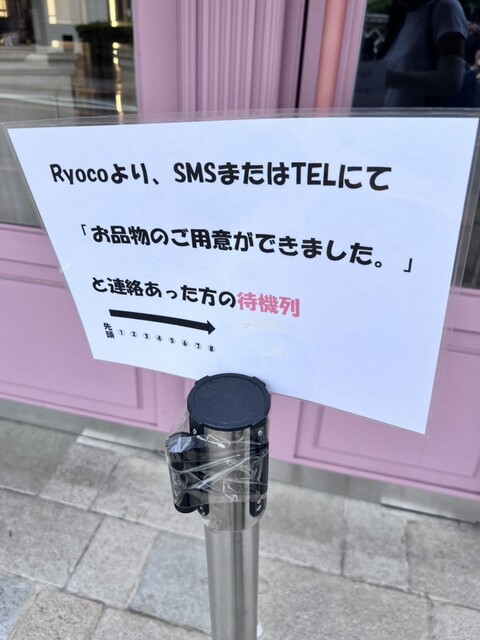 Ryocoより、SMSまたはTELにて
「お品物のご用意ができました。」
と連絡あった方の待機列
先頭 ① ② ③ ④ ⑤ ⑥ ⑦ ⑧